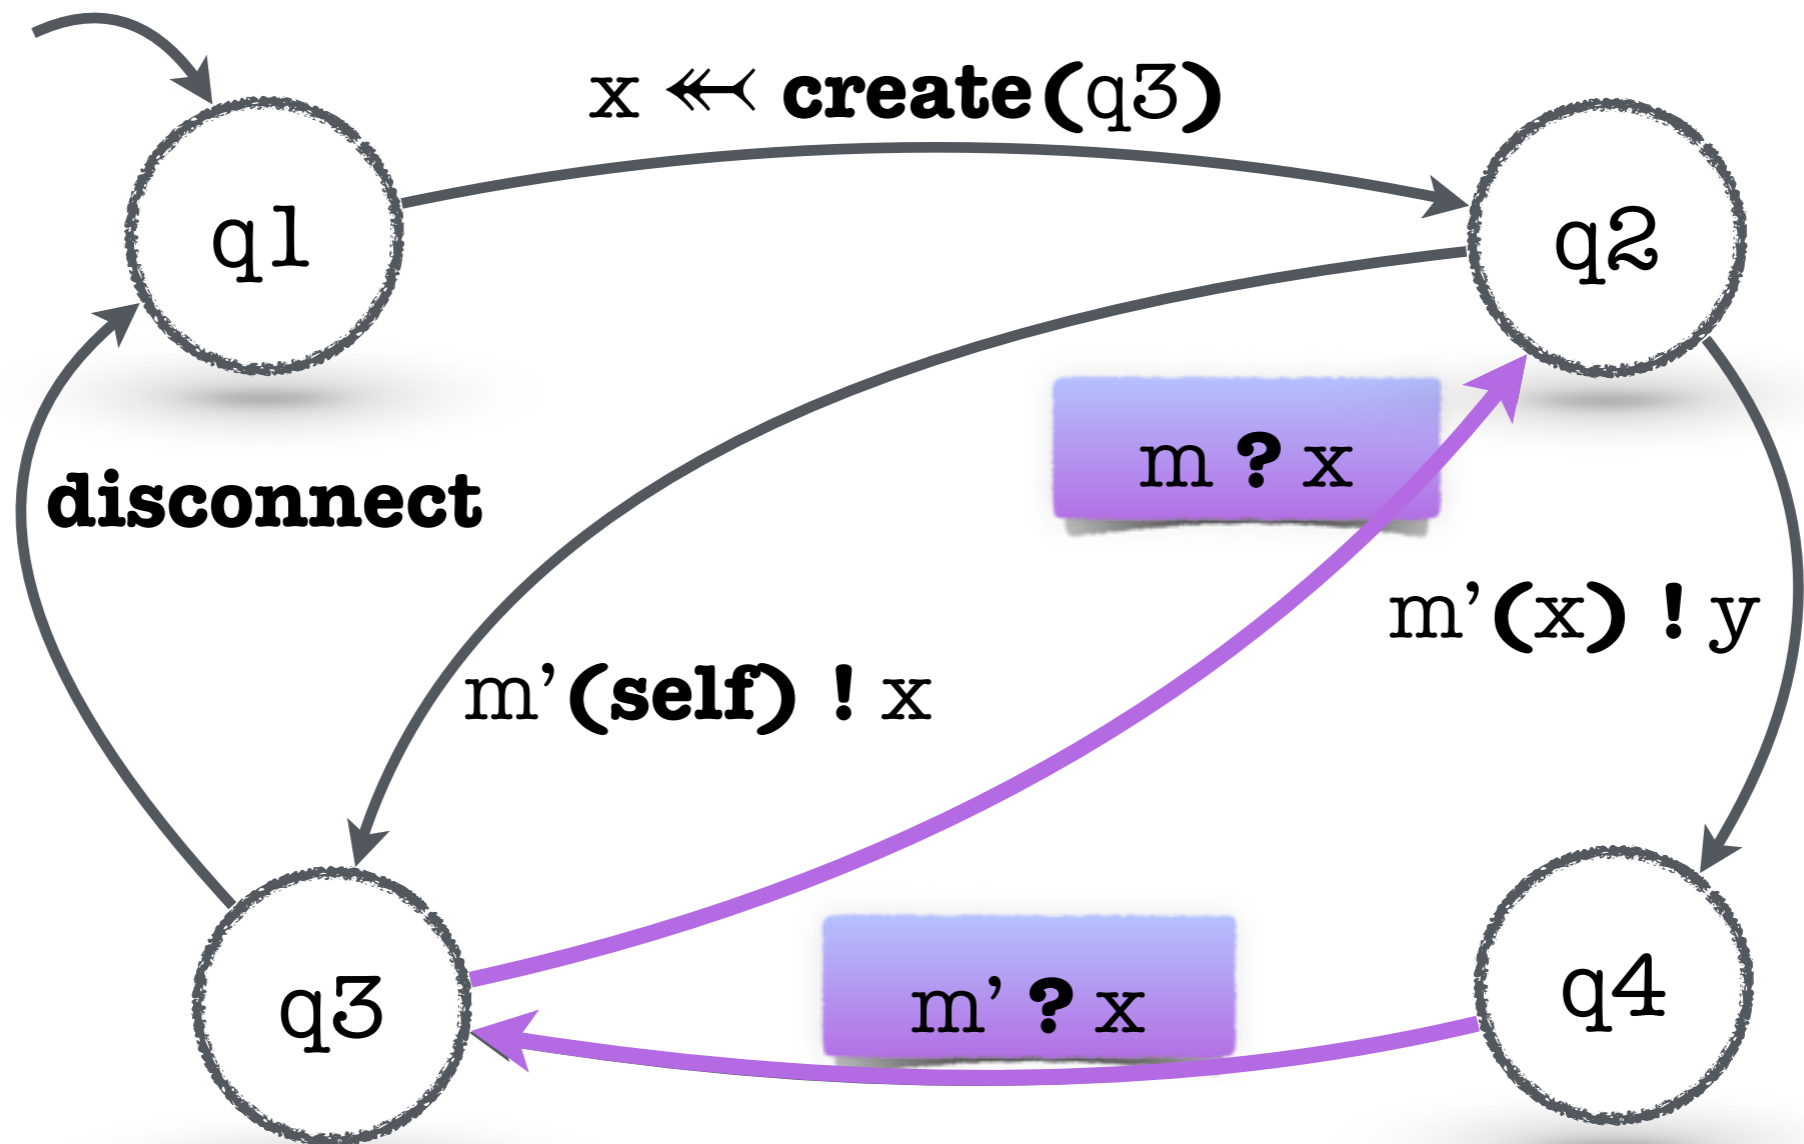 x ⬺ create(q3)
q1
q2
m ? x
disconnect
m'(x) ! y
m'(self) ! x
m' ? x
q3
q4